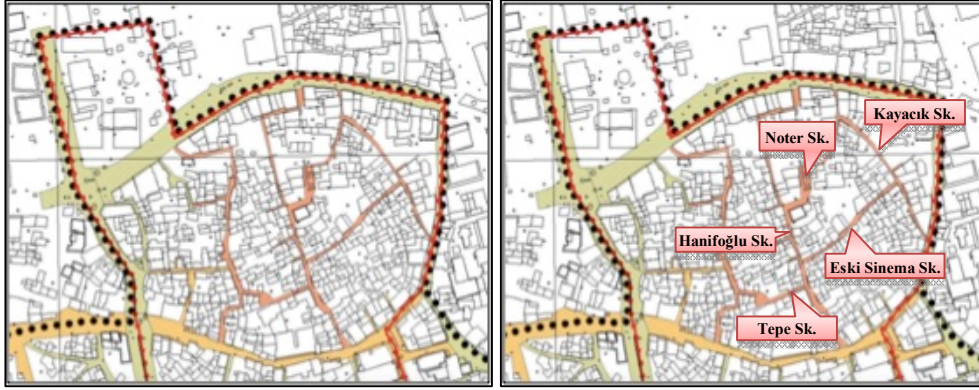 Kayacık Sk.
Noter Sk.
Hanifoğlu Sk.
Eski Sinema Sk.
Tepe Sk.